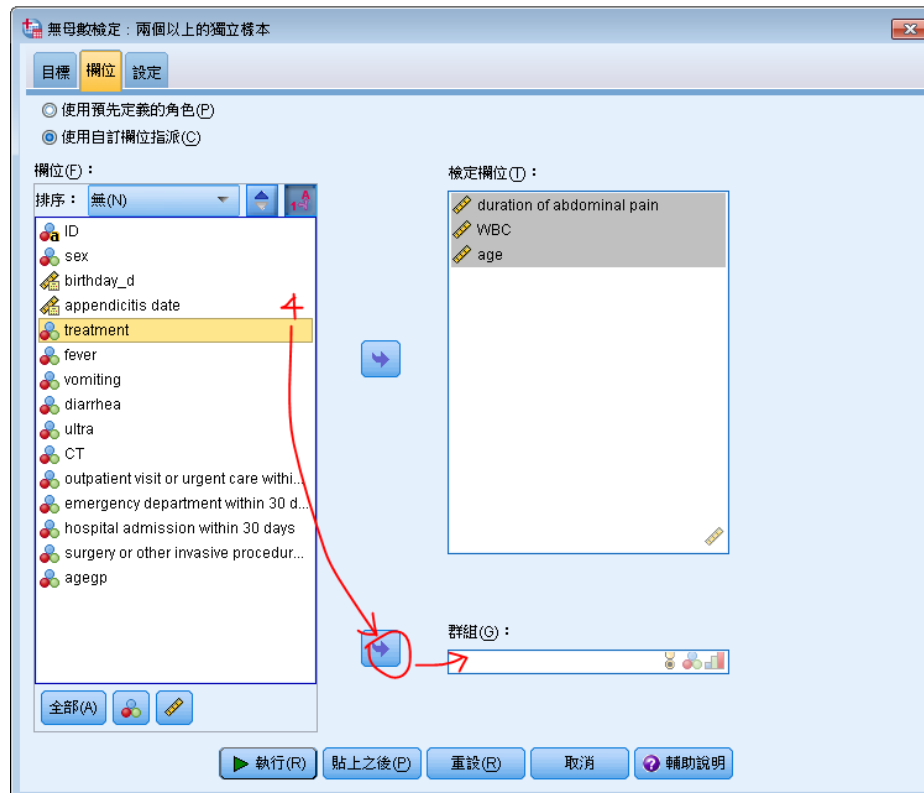 無母數檢定：兩個以上的獨立樣本
目標 欄位 設定
使用預先定義的角色(P)
使用自訂欄位指派(C)
欄位(F)：
排序： 無(N)
ID
sex
birthday_d
appendicitis date
treatment
fever
vomiting
diarrhea
ultra
CT
outpatient visit or urgent care withi...
emergency department within 30 d...
hospital admission within 30 days
surgery or other invasive procedur...
agegp
全部(A)
4
檢定欄位(T)：
duration of abdominal pain
WBC
age
群組(G)：
執行(R) 貼上之後(P) 重設(R) 取消 輔助說明